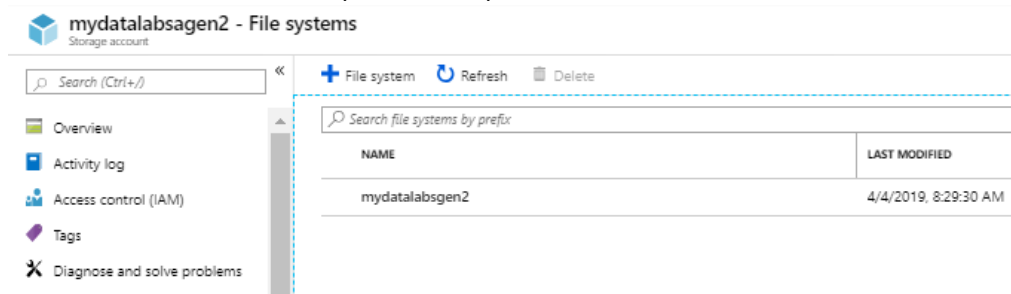 mydatalabsagen2 - File systems
Storage account
Search (Ctrl+/)
«
File system Refresh Delete
Search file systems by prefix
NAME LAST MODIFIED
mydatalabsgen2 4/4/2019, 8:29:30 AM
Overview
Activity log
Access control (IAM)
Tags
Diagnose and solve problems